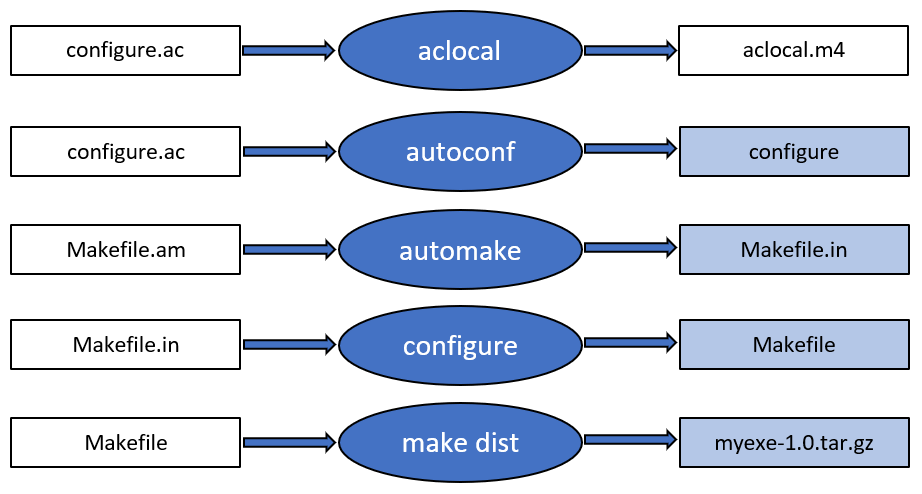 configure.ac
aclocal
aclocal.m4
configure.ac
autoconf
configure
Makefile.am
automake
Makefile.in
Makefile.in
configure
Makefile
Makefile
make dist
myexe-1.0.tar.gz